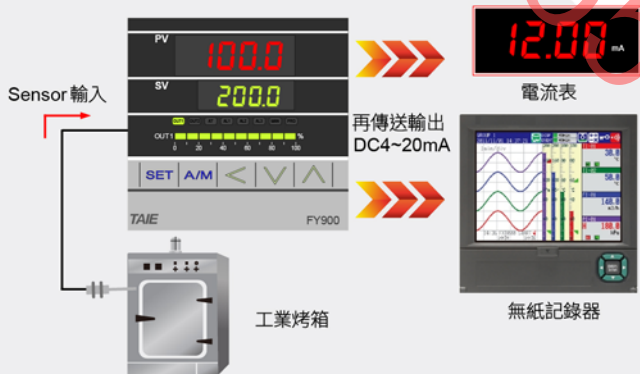 PV
100.0
SV
200.0
OUT1
OUT1
%
0 20 40 60 80 100
SET A/M
TAIE
FY900
Sensor 輸入
再傳送輸出
DC4~20mA
12.00 mA
電流表
無紙記錄器
工業烤箱